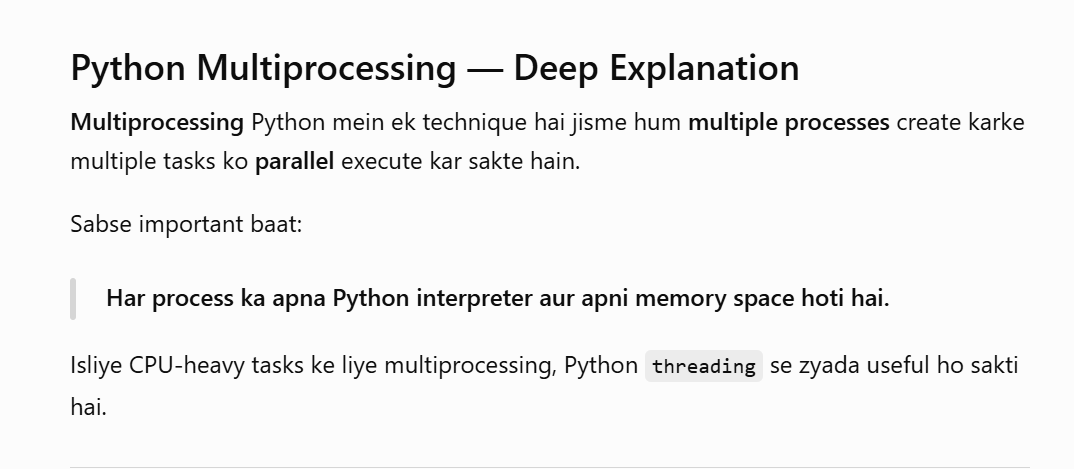 Python Multiprocessing — Deep Explanation
Multiprocessing Python mein ek technique hai jisme hum multiple processes create karke
multiple tasks ko parallel execute kar sakte hain.
Sabse important baat:
Har process ka apna Python interpreter aur apni memory space hoti hai.
Isliye CPU-heavy tasks ke liye multiprocessing, Python threading se zyada useful ho sakti
hai.